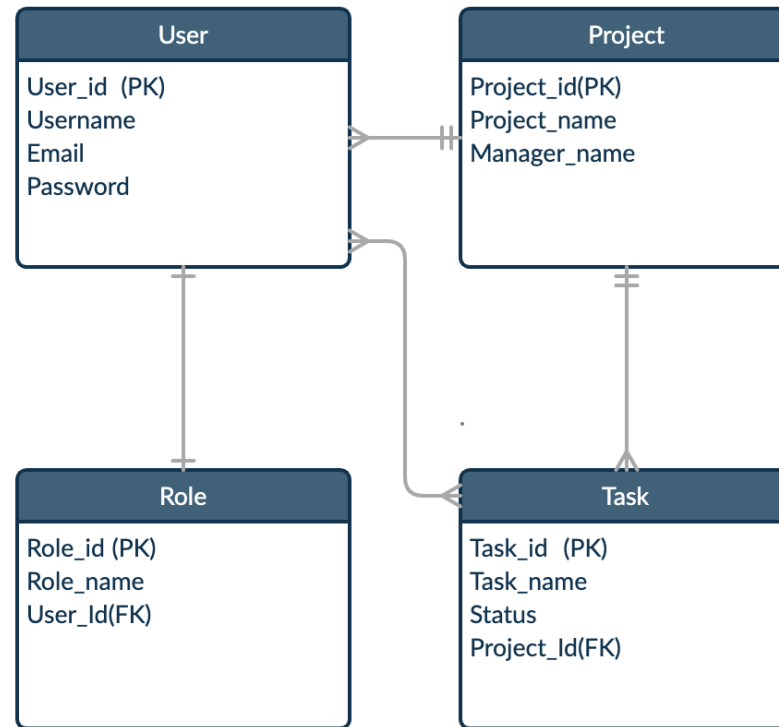 User
User_id (PK)
Username
Email
Password
Project
Project_id(PK)
Project_name
Manager_name
Role
Role_id (PK)
Role_name
User_Id(FK)
Task
Task_id (PK)
Task_name
Status
Project_Id(FK)